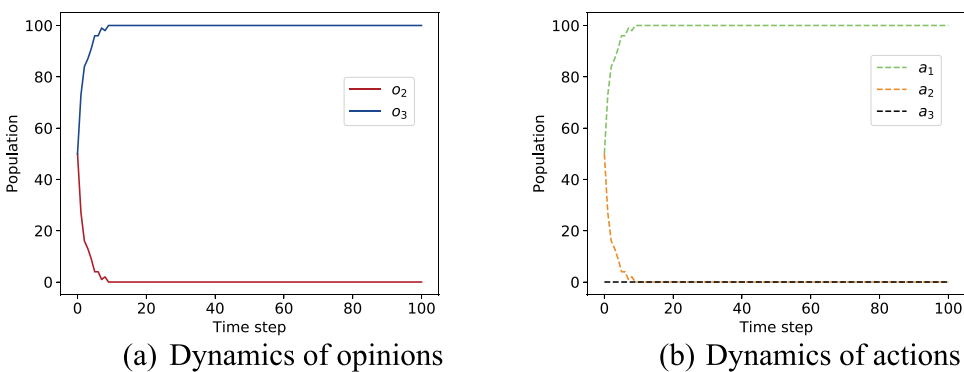 100
80
60
40
20
0
Population
o2
o3
0 20 40 60 80 100
Time step
(a) Dynamics of opinions
100
80
60
40
20
0
Population
a1
a2
a3
0 20 40 60 80 100
Time step
(b) Dynamics of actions